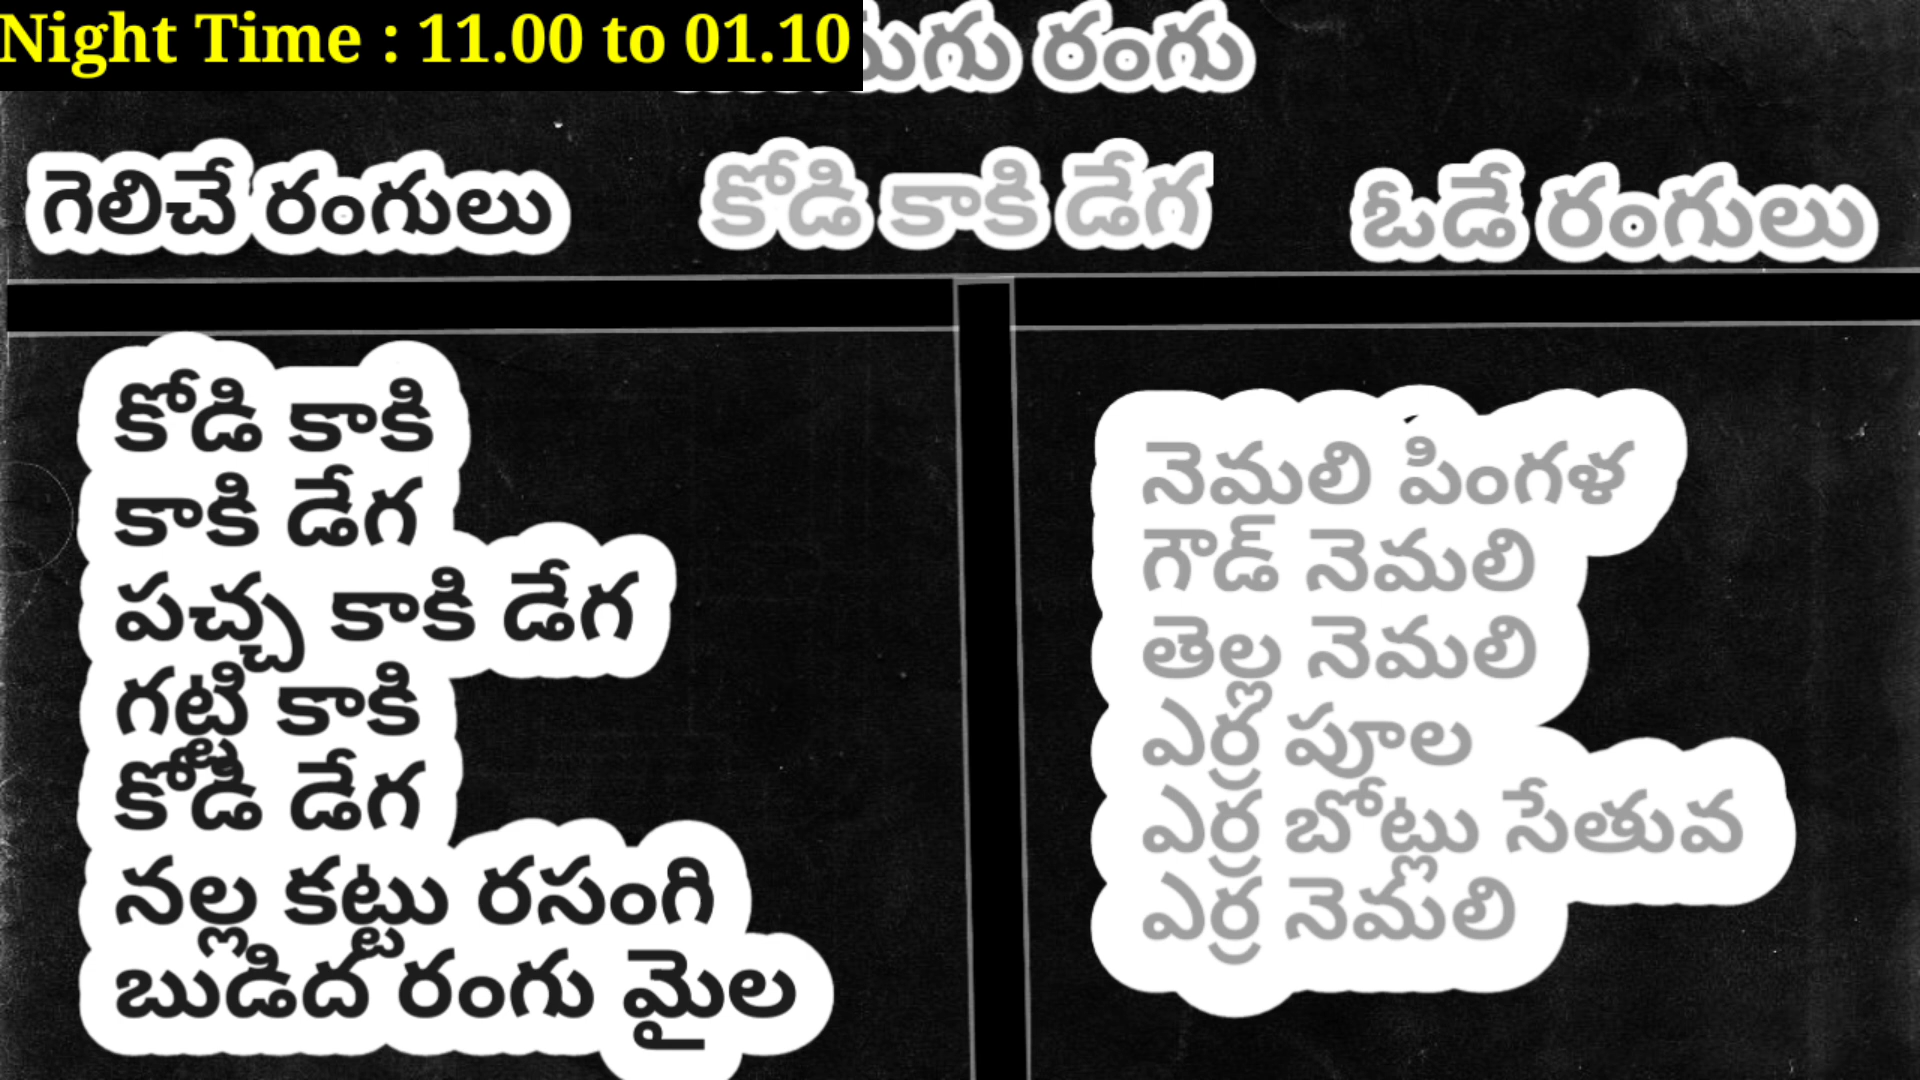 Night Time : 11.00 to 01.10
రంగు
గెలిచే రంగులు
కోడి కాకి డేగ
ఓడే రంగులు
కోడి కాకి
కాకి డేగ
పచ్చ కాకి డేగ
గట్టి కాకి
కోడి డేగ
నల్ల కట్టు రసంగి
బుడిద రంగు మైల
నెమలి పింగళ
గౌడ్ నెమలి
తెల్ల నెమలి
ఎర్ర పూల
ఎర్ర బోట్లు సేతువ
ఎర్ర నెమలి